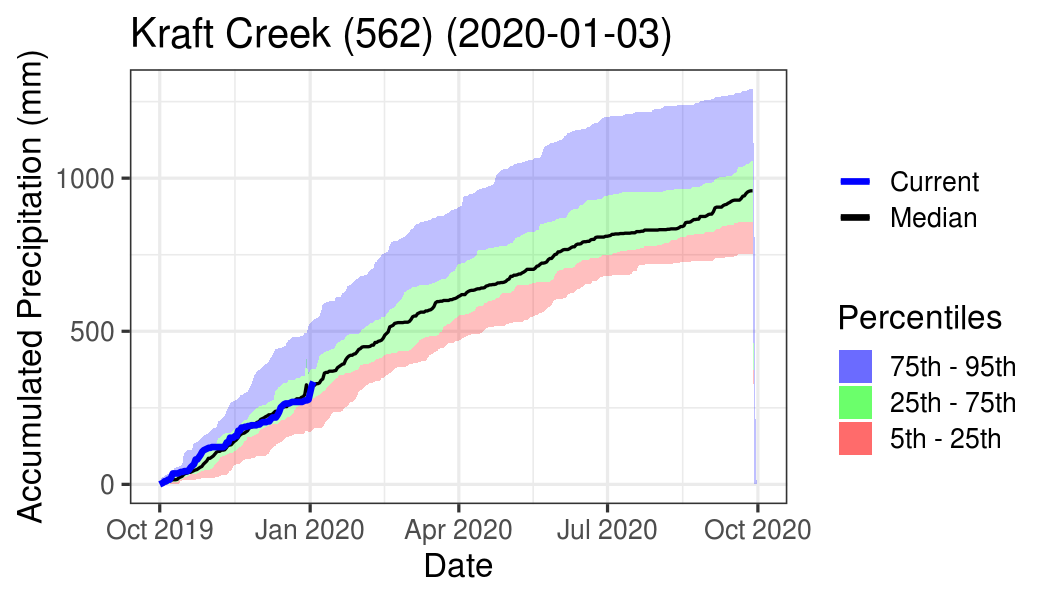 Kraft Creek (562) (2020-01-03)
Accumulated Precipitation (mm)
1000
500
0
Oct 2019
Jan 2020
Apr 2020
Jul 2020
Oct 2020
Date
Current
Median
Percentiles
75th - 95th
25th - 75th
5th - 25th